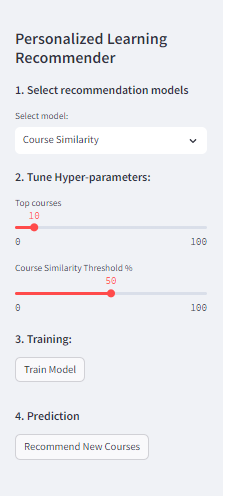 Personalized Learning
Recommender
1. Select recommendation models
Select model:
Course Similarity
2. Tune Hyper-parameters:
Top courses
10
0 100
Course Similarity Threshold %
50
0 100
3. Training:
Train Model
4. Prediction
Recommend New Courses